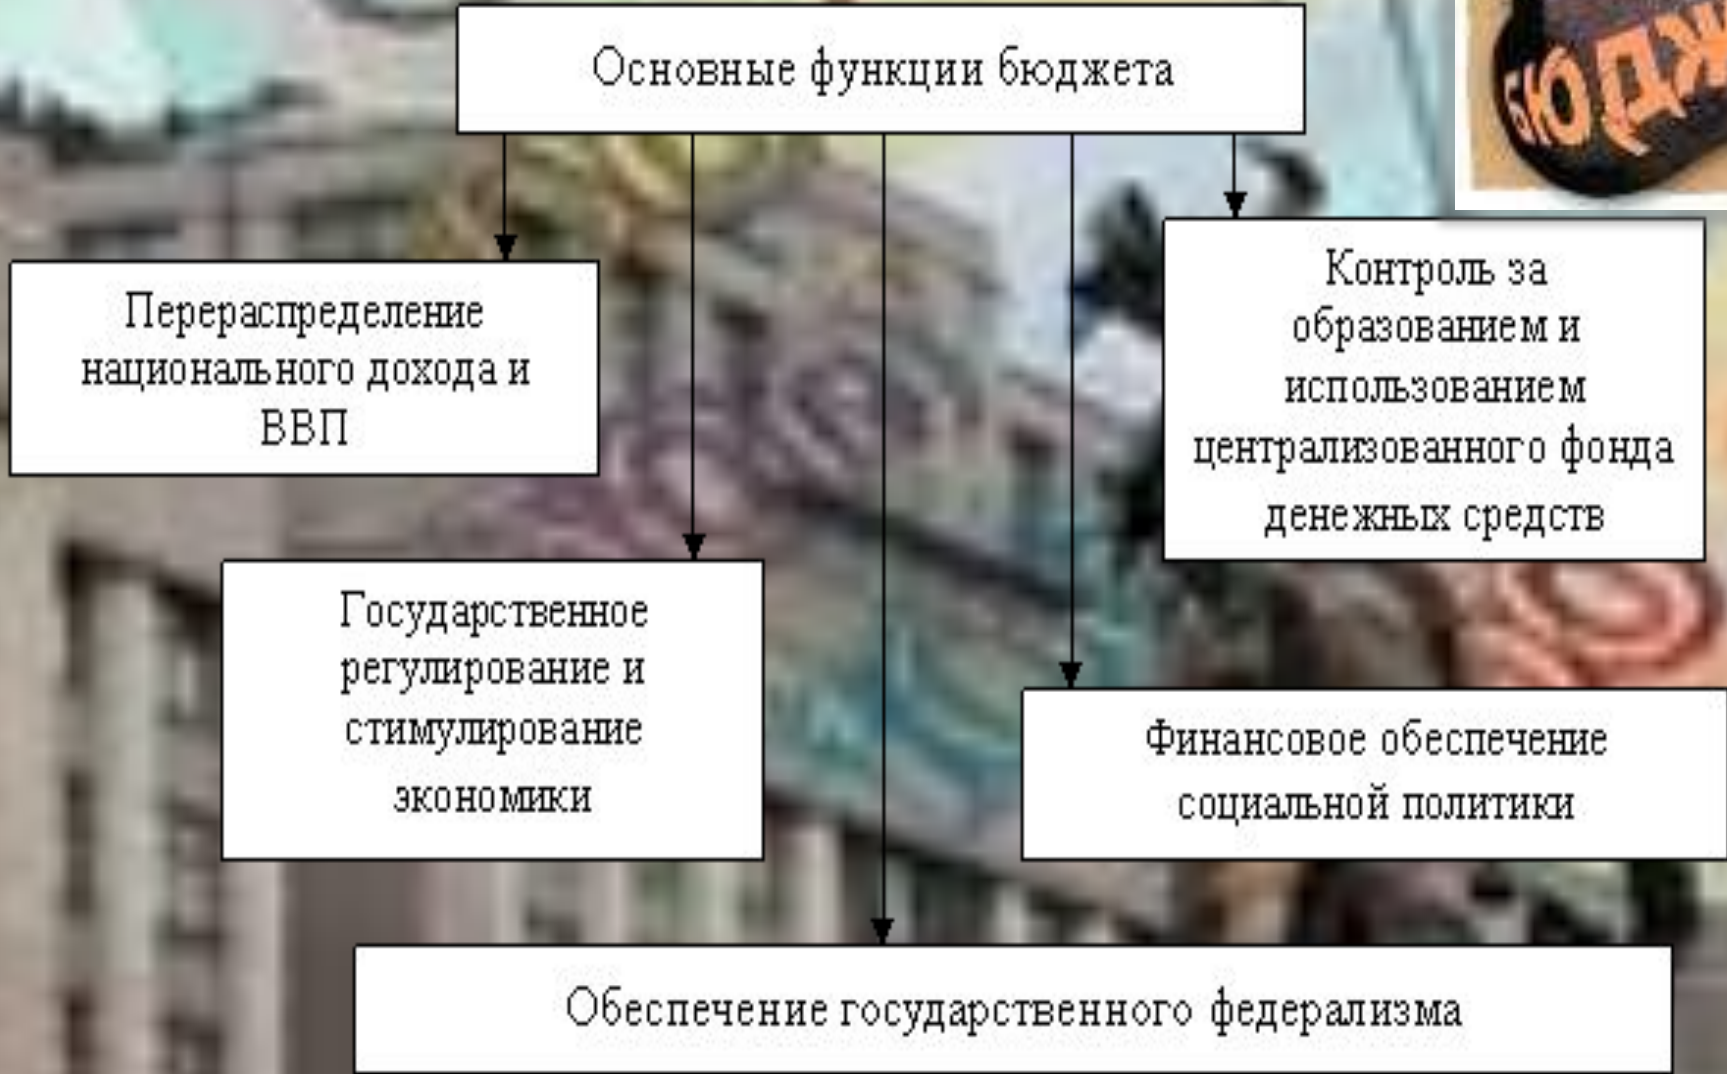 Основные функции бюджета
Перераспределение
национального дохода и
ВВП
Контроль за
образованием и
использованием
централизованного фонда
денежных средств
Государственное
регулирование и
стимулирование
экономики
Финансовое обеспечение
социальной политики
Обеспечение государственного федерализма